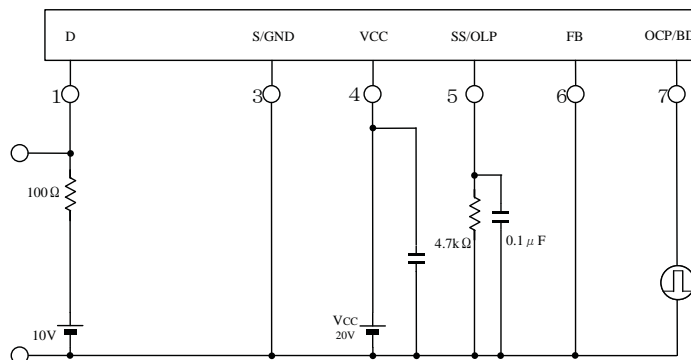 D S/GND VCC SS/OLP FB OCP/BD
1 3 4 5 6 7
100Ω
4.7kΩ 0.1μF
10V
VCC
20V